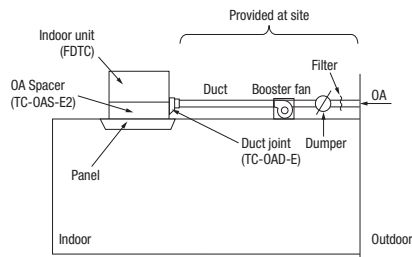 Provided at site
Indoor unit
(FDTC)
Filter
OA Spacer
(TC-OAS-E2)
Duct
Booster fan
OA
Duct joint
(TC-OAD-E)
Dumper
Panel
Indoor
Outdoor